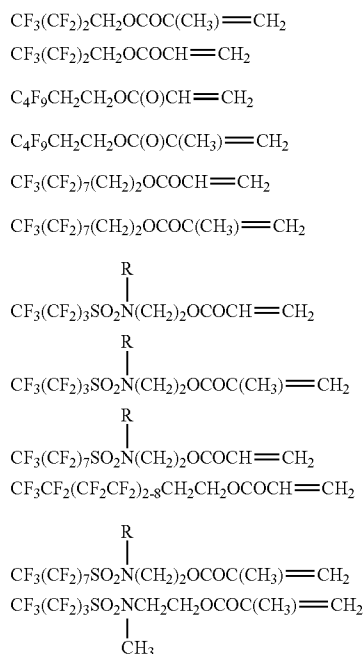 CF3(CF2)2CH2OCOC(CH3)=CH2
CF3(CF2)2CH2OCOCH=CH2
C4F9CH2CH2OC(O)CH=CH2
C4F9CH2CH2OC(O)C(CH3)=CH2
CF3(CF2)7(CH2)2OCOCH=CH2
CF3(CF2)7(CH2)2OCOC(CH3)=CH2
R
CF3(CF2)3SO2N(CH2)2OCOCH=CH2
R
CF3(CF2)3SO2N(CH2)2OCOC(CH3)=CH2
R
CF3(CF2)7SO2N(CH2)2OCOCH=CH2
CF3CF2(CF2CF2)2-8CH2CH2OCOCH=CH2
R
CF3(CF2)7SO2N(CH2)2OCOC(CH3)=CH2
CF3(CF2)3SO2NCH2CH2OCOC(CH3)=CH2
CH3